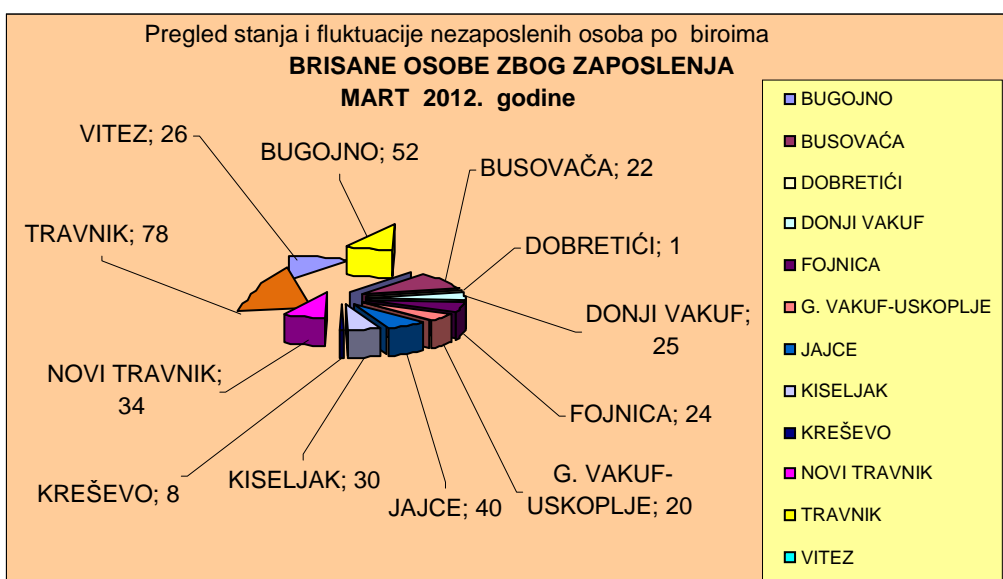 Pregled stanja i fluktuacije nezaposlenih osoba po biroima
BRISANE OSOBE ZBOG ZAPOSLENJA
MART 2012. godine
VITEZ; 26
BUGOJNO; 52
BUSOVAČA; 22
TRAVNIK; 78
DOBRETIĆI; 1
DONJI VAKUF;
25
NOVI TRAVNIK;
34
FOJNICA; 24
KREŠEVO; 8
KISELJAK; 30
JAJCE; 40
G. VAKUF-
USKOPLJE; 20
BUGOJNO
BUSOVAĆA
DOBRETIĆI
DONJI VAKUF
FOJNICA
G. VAKUF-USKOPLJE
JAJCE
KISELJAK
KREŠEVO
NOVI TRAVNIK
TRAVNIK
VITEZ